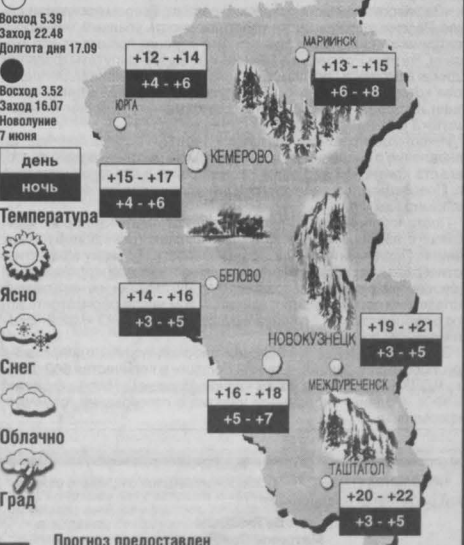 Восход 5.39
Заход 22.48
Долгота дня 17.09
Восход 3.52
Заход 16.07
Новолуние
7 июня
день
ночь
Температура
Ясно
Снег
Облачно
Град
+12 - +14
+4 - +6
ЮРГА
МАРИИНСК
+13 - +15
+6 - +8
КЕМЕРОВО
+15 - +17
+4 - +6
БЕЛОВО
+14 - +16
+3 - +5
НОВОКУЗНЕЦК
+16 - +18
+5 - +7
+19 - +21
+3 - +5
МЕЖДУРЕЧЕНСК
ТАШТАГОЛ
+20 - +22
+3 - +5
Прогноз предоставлен